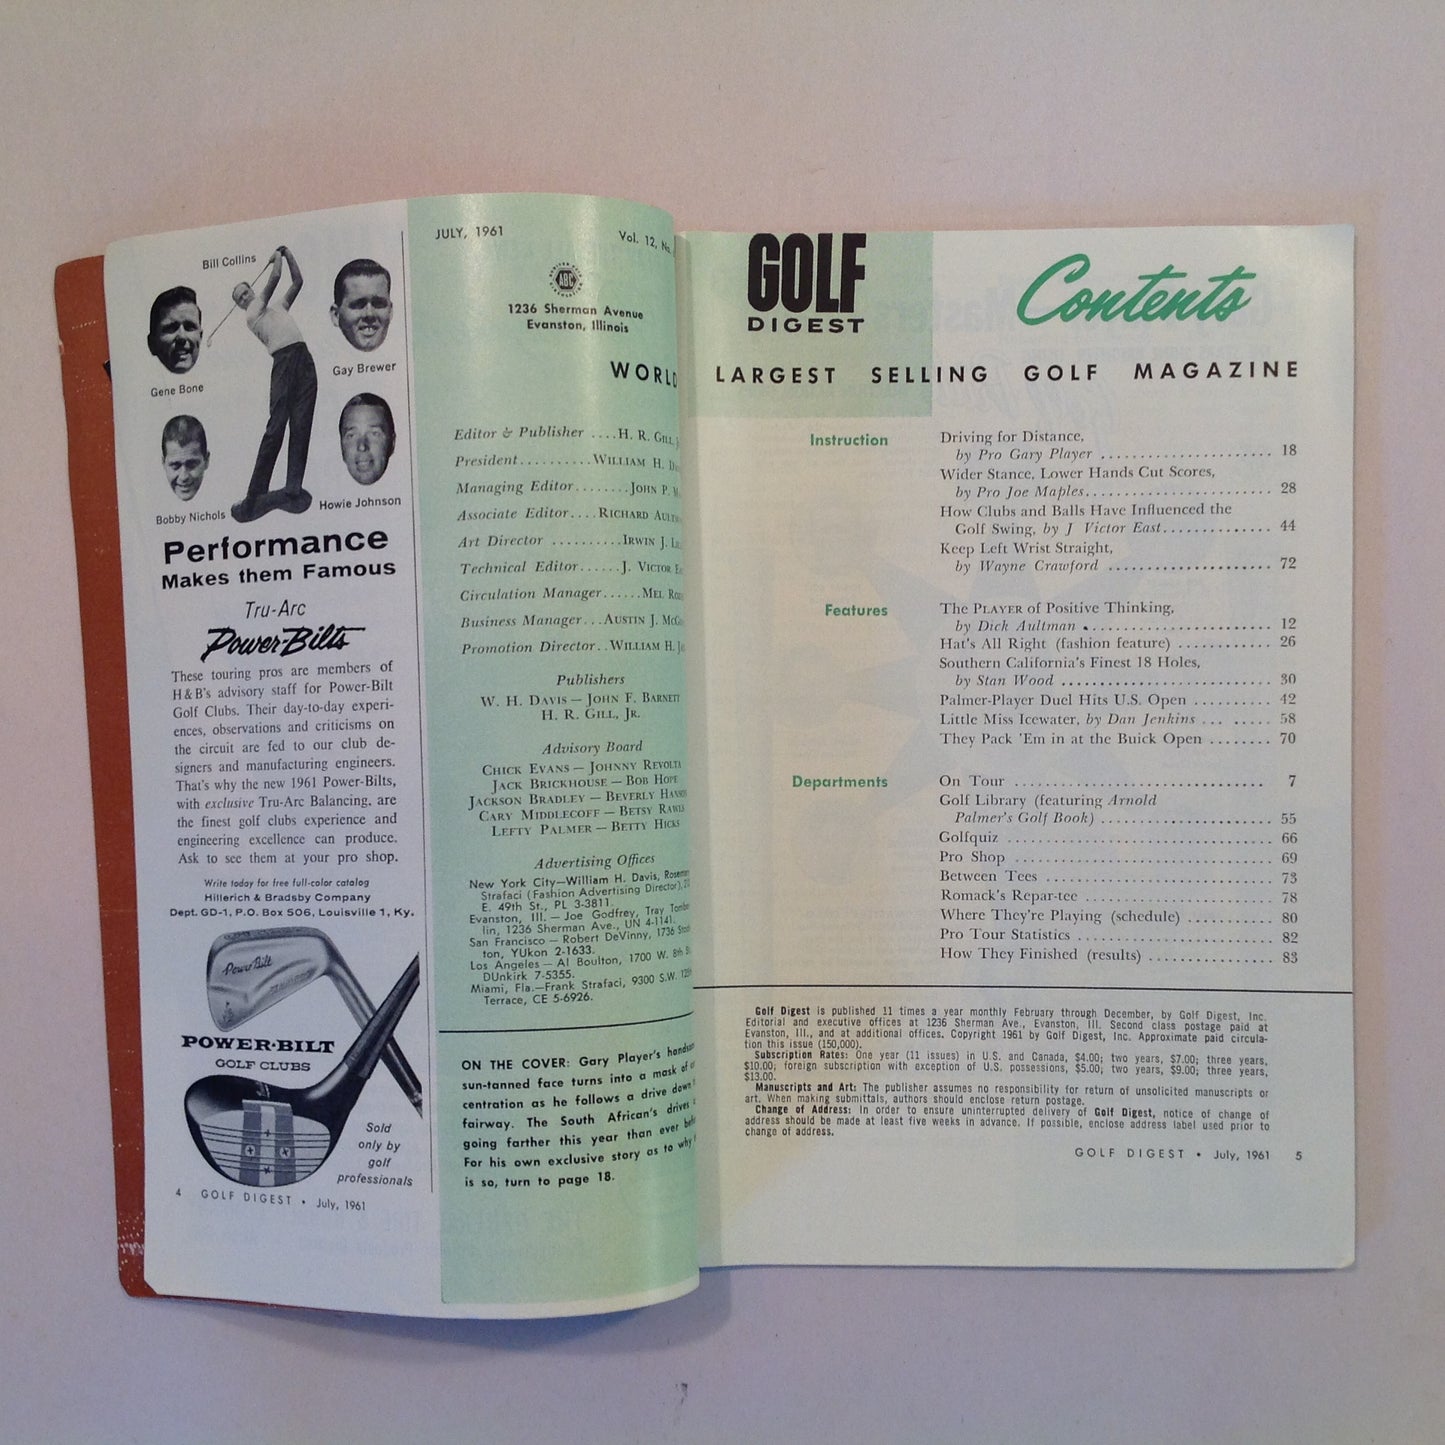 Bill Collins
Gene Bone
Gay Brewer
Bobby Nichols
Howie Johnson
Performance
Makes them Famous
Tru-Arc
Power-Bilts
These touring pros are members of
H&B's advisory staff for Power-Bilt
Golf Clubs. Their day-to-day experi-
ences, observations and criticisms on
the circuit are fed to our club de-
signers and manufacturing engineers.
That's why the new 1961 Power-Bilts,
with exclusive Tru-Arc Balancing, are
the finest golf clubs experience and
engineering excellence can produce.
Ask to see them at your pro shop.
Write today for free full-color catalog
Hillerich & Bradsby Company
Dept. GD-1, P.O. Box 506, Louisville 1, Ky.
Power-Bilt
POWER-BILT
GOLF CLUBS
Sold
only by
golf
professionals
4 GOLF DIGEST • July, 1961
JULY, 1961 Vol. 12, No.
ABC
1236 Sherman Avenue
Evanston, Illinois
WORLD
Editor & Publisher ....H. R. GILL,
President..........WILLIAM H.
Managing Editor........JOHN P.
Associate Editor....RICHARD
Art Director ..........IRWIN J.
Technical Editor......J. VICTOR
Circulation Manager......MEL
Business Manager...AUSTIN J.
Promotion Director..WILLIAM H.
Publishers
W. H. DAVIS — JOHN F. BARNETT
H. R. GILL, JR.
Advisory Board
CHICK EVANS — JOHNNY REVOLTA
JACK BRICKHOUSE — BOB HOPE
JACKSON BRADLEY — BEVERLY HANSON
CARY MIDDLECOFF — BETSY RAWLS
LEFTY PALMER — BETTY HICKS
Advertising Offices
New York City—William H. Davis,
Strafaci (Fashion Advertising Director),
E. 49th St., PL 3-3811.
Evanston, Ill. — Joe Godfrey, Tray
lin, 1236 Sherman Ave., UN 4-1141.
San Francisco — Robert DeVinny, 1736
ton, YUkon 2-1633.
Los Angeles — Al Boulton, 1700 W. 8th
DUnkirk 7-5355.
Miami, Fla.—Frank Strafaci, 9300 S.W.
Terrace, CE 5-6926.
ON THE COVER: Gary Player's
sun-tanned face turns into a mask of
centration as he follows a drive down
fairway. The South African's drives
going farther this year than ever
For his own exclusive story as to why
is so, turn to page 18.
GOLF
DIGEST
Contents
LARGEST SELLING GOLF MAGAZINE
Instruction
Driving for Distance,
by Pro Gary Player ........................ 18
Wider Stance, Lower Hands Cut Scores,
by Pro Joe Maples.......................... 28
How Clubs and Balls Have Influenced the
Golf Swing, by J Victor East............... 44
Keep Left Wrist Straight,
by Wayne Crawford ........................ 72
Features
The PLAYER of Positive Thinking,
by Dick Aultman ........................... 12
Hat's All Right (fashion feature) ............ 26
Southern California's Finest 18 Holes,
by Stan Wood .............................. 30
Palmer-Player Duel Hits U.S. Open .......... 42
Little Miss Icewater, by Dan Jenkins ... ...... 58
They Pack 'Em in at the Buick Open ........ 70
Departments
On Tour .................................. 7
Golf Library (featuring Arnold
Palmer's Golf Book) ....................... 55
Golfquiz .................................. 66
Pro Shop ................................. 69
Between Tees .............................. 73
Romack's Repar-tee ........................ 78
Where They're Playing (schedule) ........... 80
Pro Tour Statistics ......................... 82
How They Finished (results) ................ 83
Golf Digest is published 11 times a year monthly February through December, by Golf Digest, Inc.
Editorial and executive offices at 1236 Sherman Ave., Evanston, Ill. Second class postage paid at
Evanston, Ill., and at additional offices. Copyright 1961 by Golf Digest, Inc. Approximate paid circula-
tion this issue (150,000).
Subscription Rates: One year (11 issues) in U.S. and Canada, $4.00; two years, $7.00; three years,
$10.00; foreign subscription with exception of U.S. possessions, $5.00; two years, $9.00; three years,
$13.00.
Manuscripts and Art: The publisher assumes no responsibility for return of unsolicited manuscripts or
art. When making submittals, authors should enclose return postage.
Change of Address: In order to ensure uninterrupted delivery of Golf Digest, notice of change of
address should be made at least five weeks in advance. If possible, enclose address label used prior to
change of address.
GOLF DIGEST • July, 1961 5